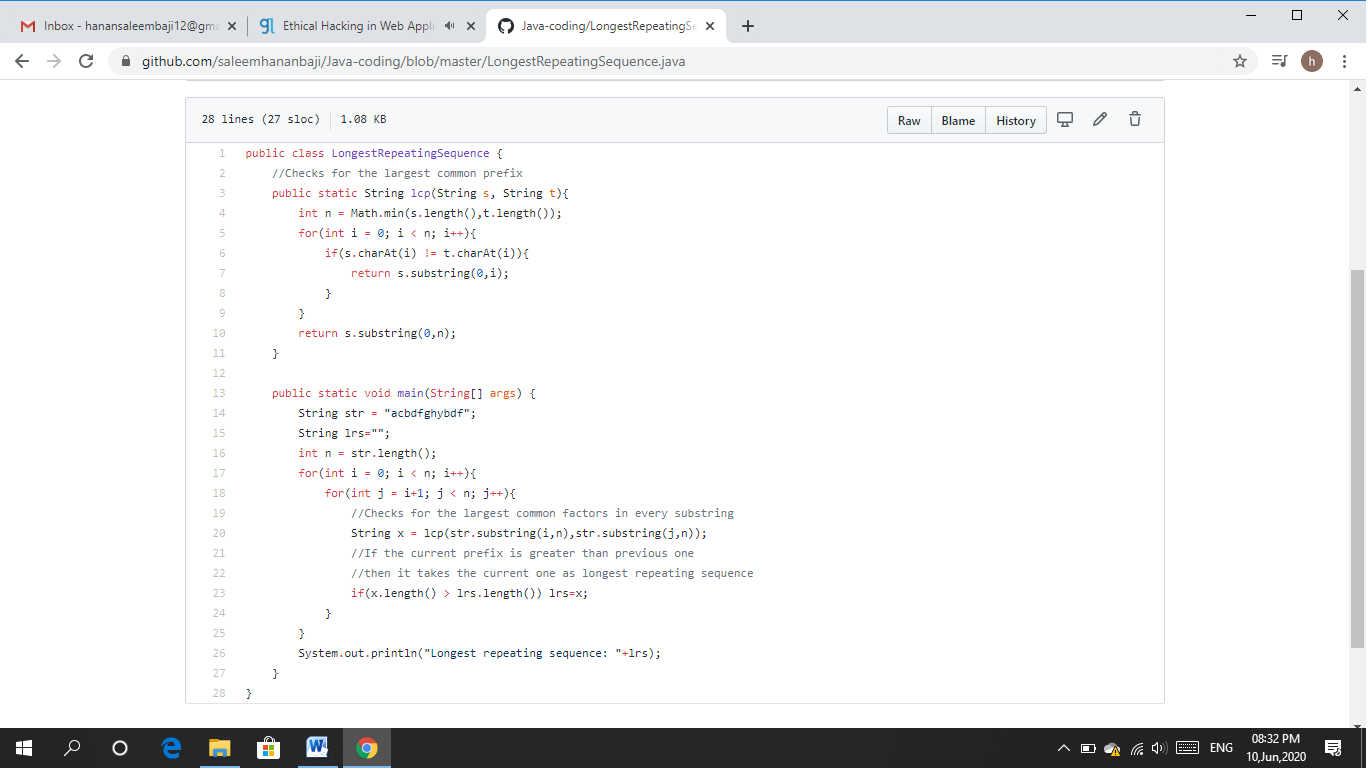 Inbox - hanansaleembaji12@gma
Ethical Hacking in Web Appli
Java-coding/LongestRepeatingSe
github.com/saleemhananbaji/Java-coding/blob/master/LongestRepeatingSequence.java
h
28 lines (27 sloc) 1.08 KB
Raw Blame History
1 public class LongestRepeatingSequence {
2 //Checks for the largest common prefix
3 public static String lcp(String s, String t){
4 int n = Math.min(s.length(),t.length());
5 for(int i = 0; i < n; i++){
6 if(s.charAt(i) != t.charAt(i)){
7 return s.substring(0,i);
8 }
9 }
10 return s.substring(0,n);
11 }
12
13 public static void main(String[] args) {
14 String str = "acbdfghybdf";
15 String lrs="";
16 int n = str.length();
17 for(int i = 0; i < n; i++){
18 for(int j = i+1; j < n; j++){
19 //Checks for the largest common factors in every substring
20 String x = lcp(str.substring(i,n),str.substring(j,n));
21 //If the current prefix is greater than previous one
22 //then it takes the current one as longest repeating sequence
23 if(x.length() > lrs.length()) lrs=x;
24 }
25 }
26 System.out.println("Longest repeating sequence: "+lrs);
27 }
28 }
ENG
08:32 PM
10,Jun,2020